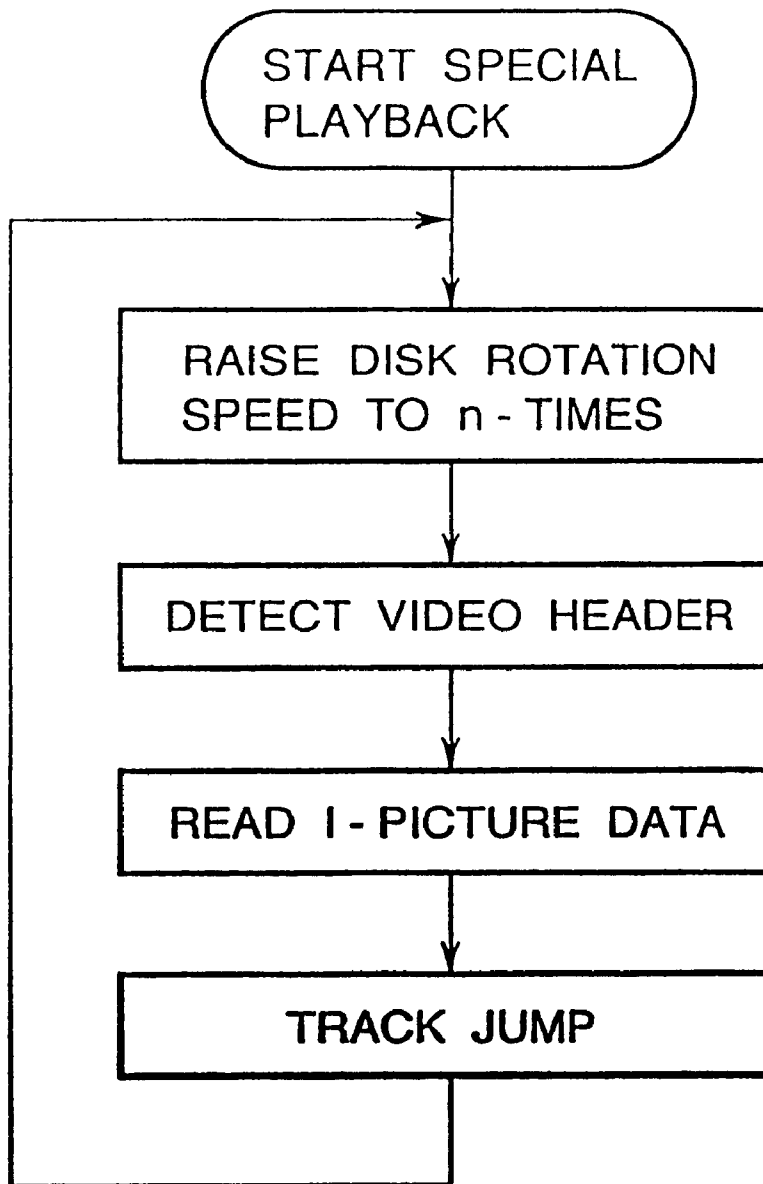 START SPECIAL
PLAYBACK
RAISE DISK ROTATION
SPEED TO n - TIMES
DETECT VIDEO HEADER
READ I - PICTURE DATA
TRACK JUMP